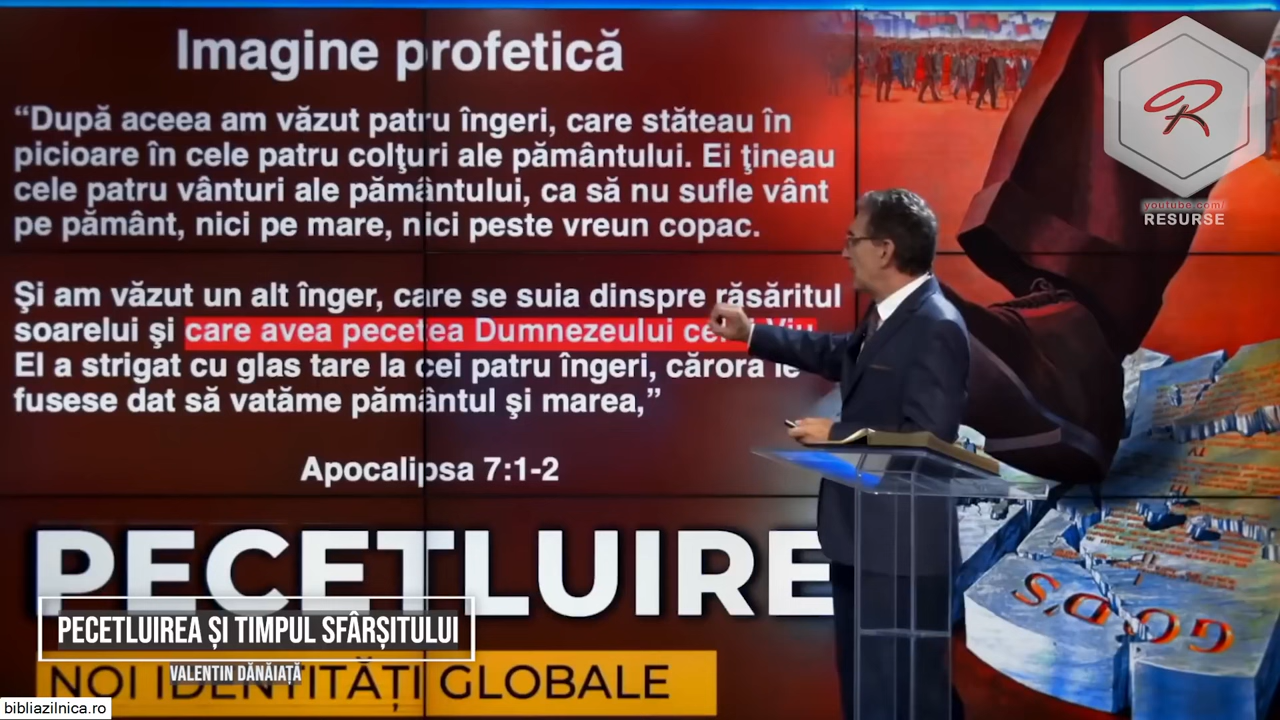 Imagine profetică
“După aceea am văzut patru îngeri, care stăteau în
picioare în cele patru colţuri ale pământului. Ei ţineau
cele patru vânturi ale pământului, ca să nu sufle vânt
pe pământ, nici pe mare, nici peste vreun copac.
Şi am văzut un alt înger, care se suia dinspre răsăritul
soarelui şi care avea pecetea Dumnezeului celui Viu
El a strigat cu glas tare la cei patru îngeri, cărora le
fusese dat să vatăme pământul şi marea,”
Apocalipsa 7:1-2
PECETLUIRE
PECETLUIREA ȘI TIMPUL SFÂRȘITULUI
VALENTIN DĂNĂIAȚĂ
NOI IDENTITĂȚI GLOBALE
bibliazilnica.ro
R
youtube.com/
RESURSE
GOD'S